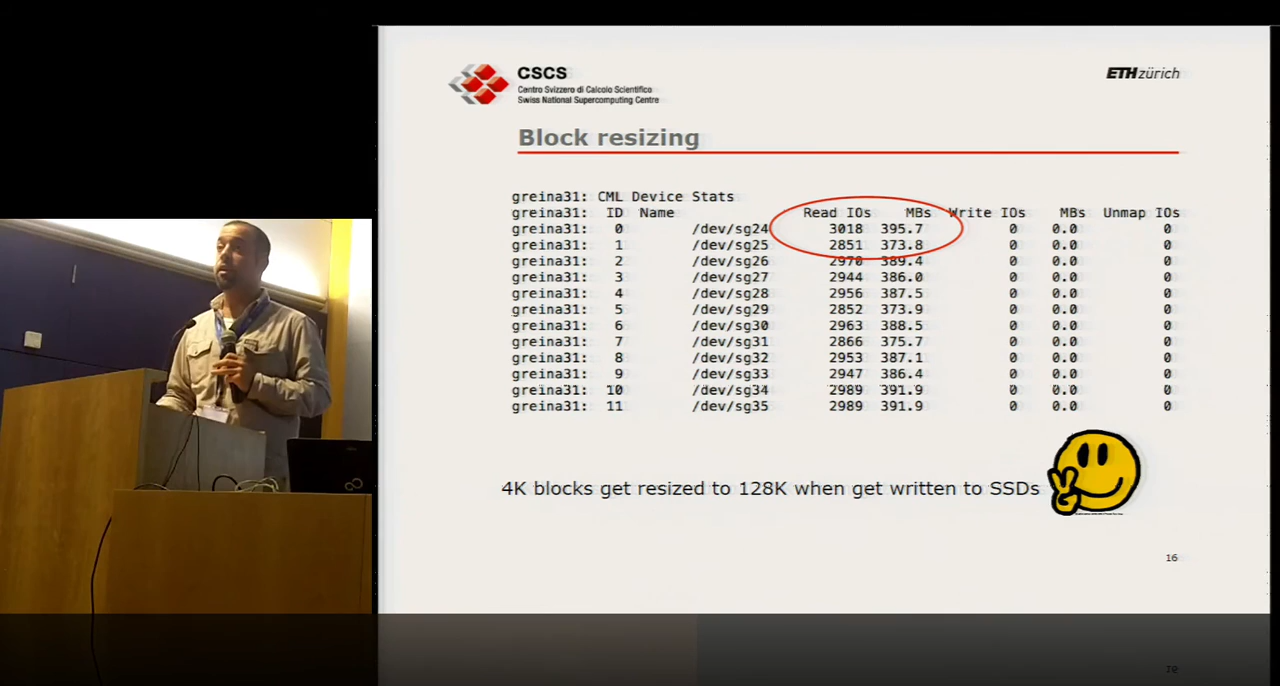 CSCS
Centro Svizzero di Calcolo Scientifico
Swiss National Supercomputing Centre
ETH zürich
Block resizing
greina31: CML Device Stats
greina31: ID Name Read IOs MBs Write IOs MBs Unmap IOs
greina31: 0 /dev/sg24 3018 395.7 0 0.0 0
greina31: 1 /dev/sg25 2851 373.8 0 0.0 0
greina31: 2 /dev/sg26 2970 389.4 0 0.0 0
greina31: 3 /dev/sg27 2944 386.0 0 0.0 0
greina31: 4 /dev/sg28 2956 387.5 0 0.0 0
greina31: 5 /dev/sg29 2852 373.9 0 0.0 0
greina31: 6 /dev/sg30 2963 388.5 0 0.0 0
greina31: 7 /dev/sg31 2866 375.7 0 0.0 0
greina31: 8 /dev/sg32 2953 387.1 0 0.0 0
greina31: 9 /dev/sg33 2947 386.4 0 0.0 0
greina31: 10 /dev/sg34 2989 391.9 0 0.0 0
greina31: 11 /dev/sg35 2989 391.9 0 0.0 0
4K blocks get resized to 128K when get written to SSDs
16